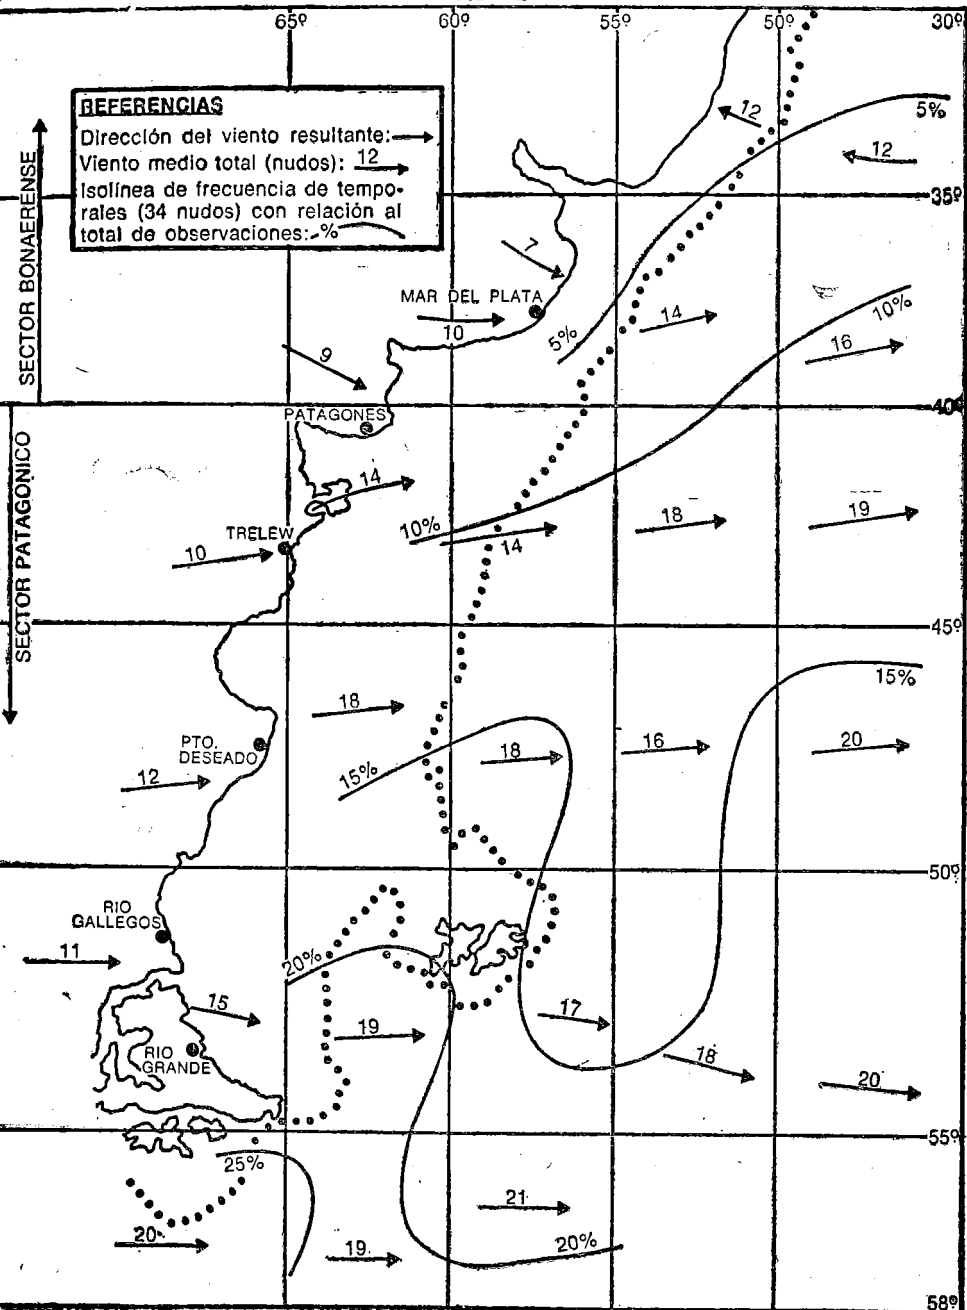 65º 60º 55º 50º 30º
REFERENCIAS
Dirección del viento resultante:
Viento medio total (nudos): 12
Isolínea de frecuencia de tempo-
rales (34 nudos) con relación al
total de observaciones: %
SECTOR BONAERENSE
SECTOR PATAGONICO
12
5%
12
35º
7
MAR DEL PLATA
10
5%
14
10%
16
9
PATAGONES
40º
14
10%
14
18
19
TRELEW
10
45º
15%
18
PTO.
DESEADO
12
15%
18
16
20
50º
RIO
GALLEGOS
11
20%
15
19
17
RIO
GRANDE
18
20
55º
25%
21
20
19
20%
58º